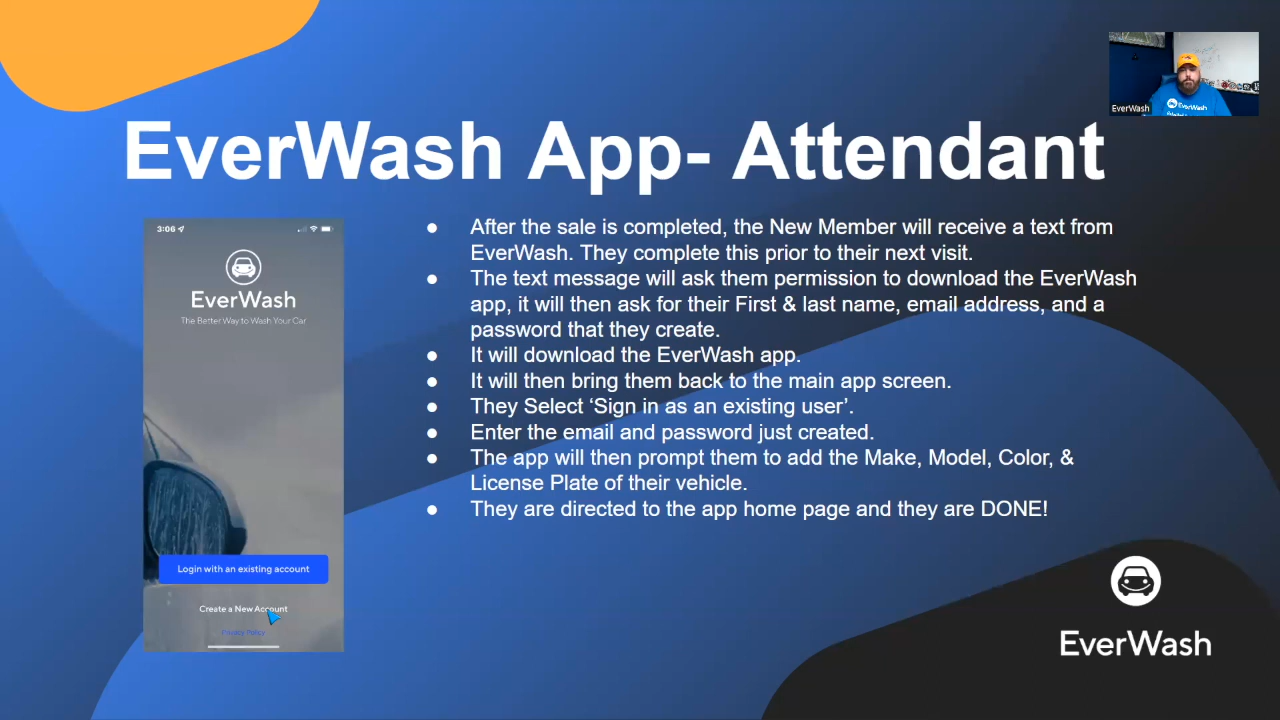 EverWash
EverWash
EverWash App- Attendant
3:06
EverWash
The Better Way to Wash Your Car
Login with an existing account
Create a New Account
Privacy Policy
● After the sale is completed, the New Member will receive a text from
EverWash. They complete this prior to their next visit.
● The text message will ask them permission to download the EverWash
app, it will then ask for their First & last name, email address, and a
password that they create.
● It will download the EverWash app.
● It will then bring them back to the main app screen.
● They Select ‘Sign in as an existing user’.
● Enter the email and password just created.
● The app will then prompt them to add the Make, Model, Color, &
License Plate of their vehicle.
● They are directed to the app home page and they are DONE!
EverWash